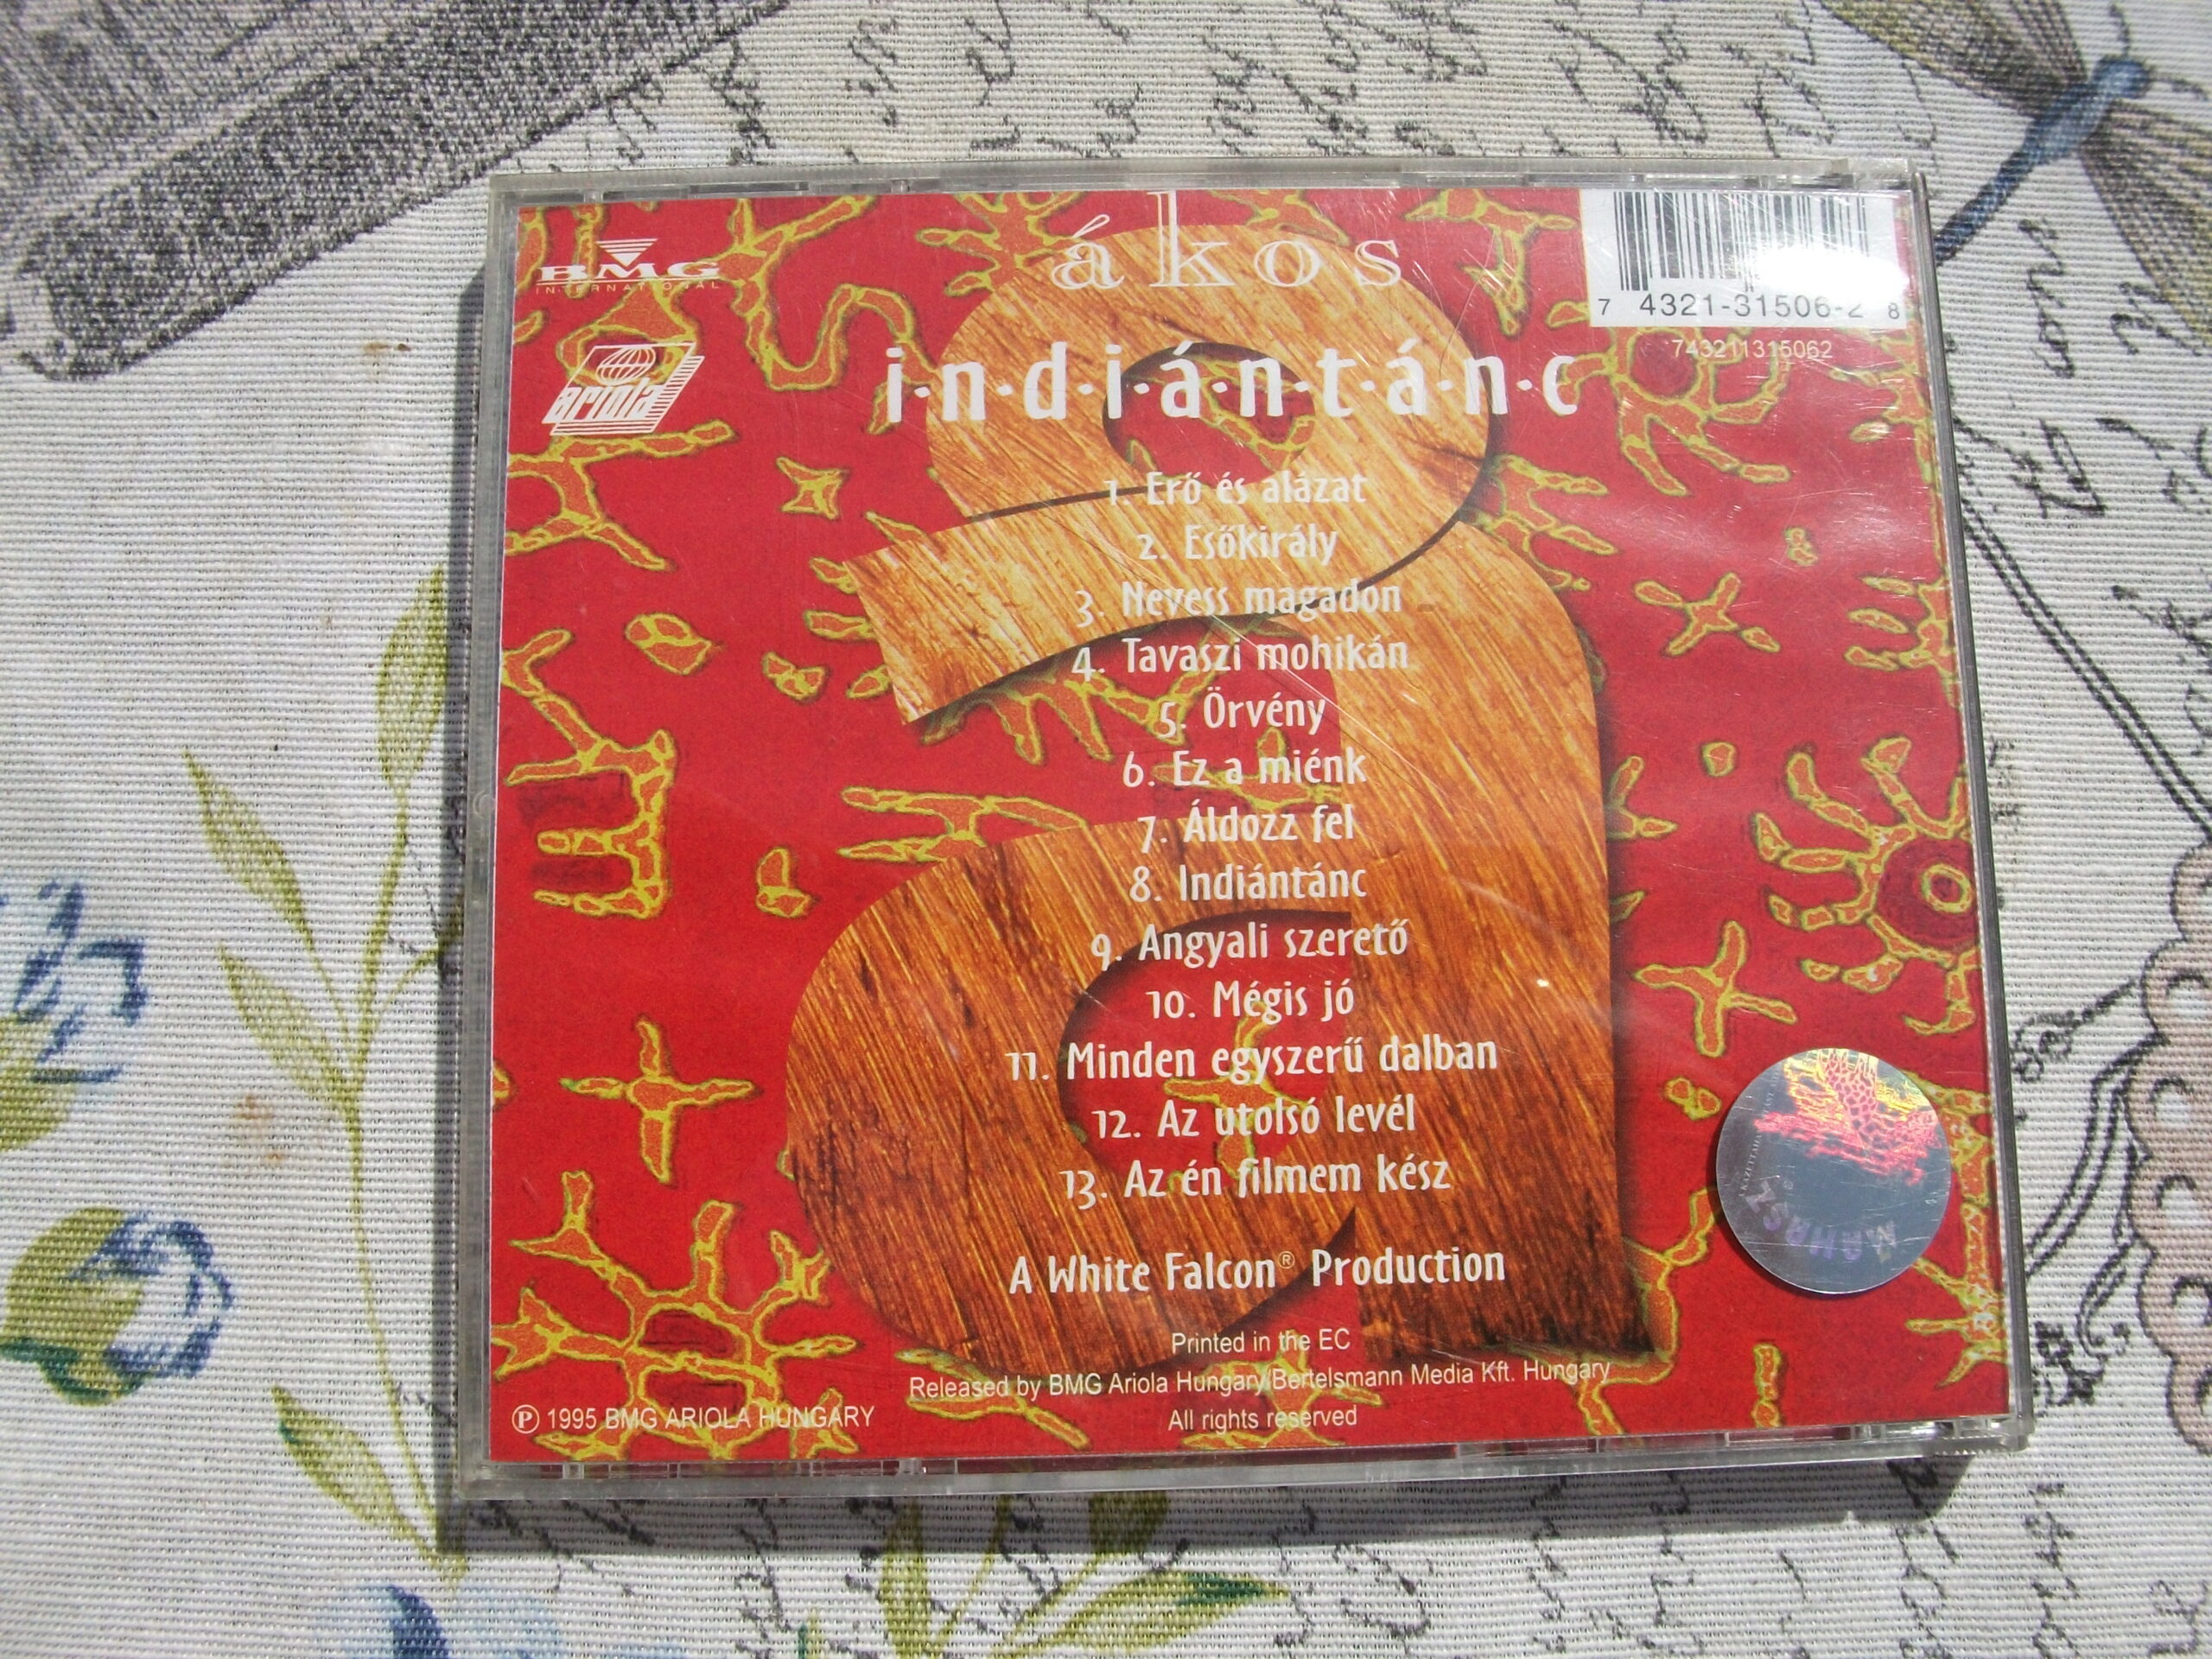 BMG
INTERNATIONAL
ariola
ákos
i·n·d·i·á·n·t·á·n·c
7 4321-31506-2 8
743211315062
1. Erő és alázat
2. Esőkirály
3. Nevess magadon
4. Tavaszi mohikán
5. Örvény
6. Ez a miénk
7. Áldozz fel
8. Indiántánc
9. Angyali szerető
10. Mégis jó
11. Minden egyszerű dalban
12. Az utolsó levél
13. Az én filmem kész
A White Falcon® Production
MAHASZ
Printed in the EC
Released by BMG Ariola Hungary/Bertelsmann Media Kft. Hungary
Ⓟ 1995 BMG ARIOLA HUNGARY
All rights reserved